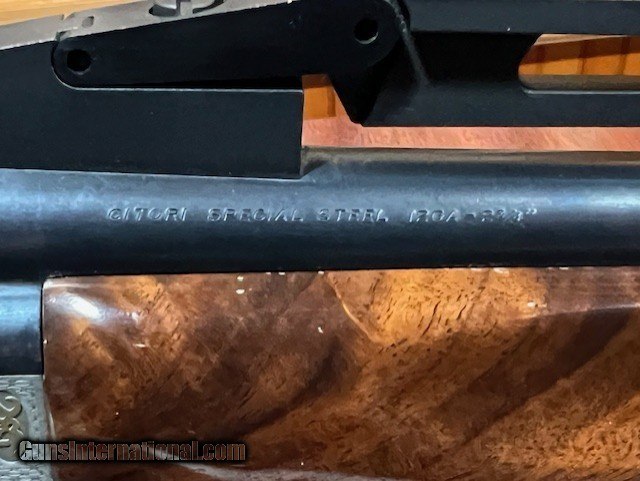 CITORI SPECIAL STEEL 12GA-2¾"
GunsInternational.com